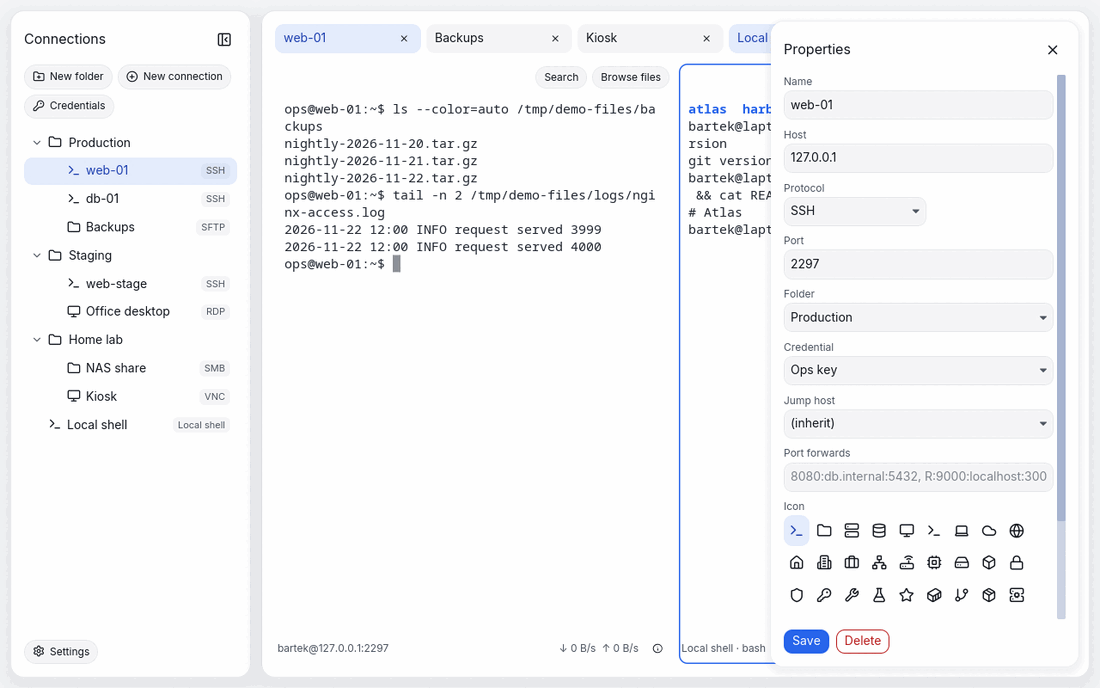 Connections
New folder
New connection
Credentials
Production
web-01 SSH
db-01 SSH
Backups SFTP
Staging
web-stage SSH
Office desktop RDP
Home lab
NAS share SMB
Kiosk VNC
Local shell Local shell
Settings
web-01
Backups
Kiosk
Local
Search
Browse files
ops@web-01:~$ ls --color=auto /tmp/demo-files/ba
ckups
nightly-2026-11-20.tar.gz
nightly-2026-11-21.tar.gz
nightly-2026-11-22.tar.gz
ops@web-01:~$ tail -n 2 /tmp/demo-files/logs/ngi
nx-access.log
2026-11-22 12:00 INFO request served 3999
2026-11-22 12:00 INFO request served 4000
ops@web-01:~$
bartek@127.0.0.1:2297
↓ 0 B/s ↑ 0 B/s
atlas harb
bartek@lapt
rsion
git version
bartek@lapt
&& cat REA
# Atlas
bartek@lapt
Local shell · bash
Properties
Name
web-01
Host
127.0.0.1
Protocol
SSH
Port
2297
Folder
Production
Credential
Ops key
Jump host
(inherit)
Port forwards
8080:db.internal:5432, R:9000:localhost:300
Icon
Save
Delete